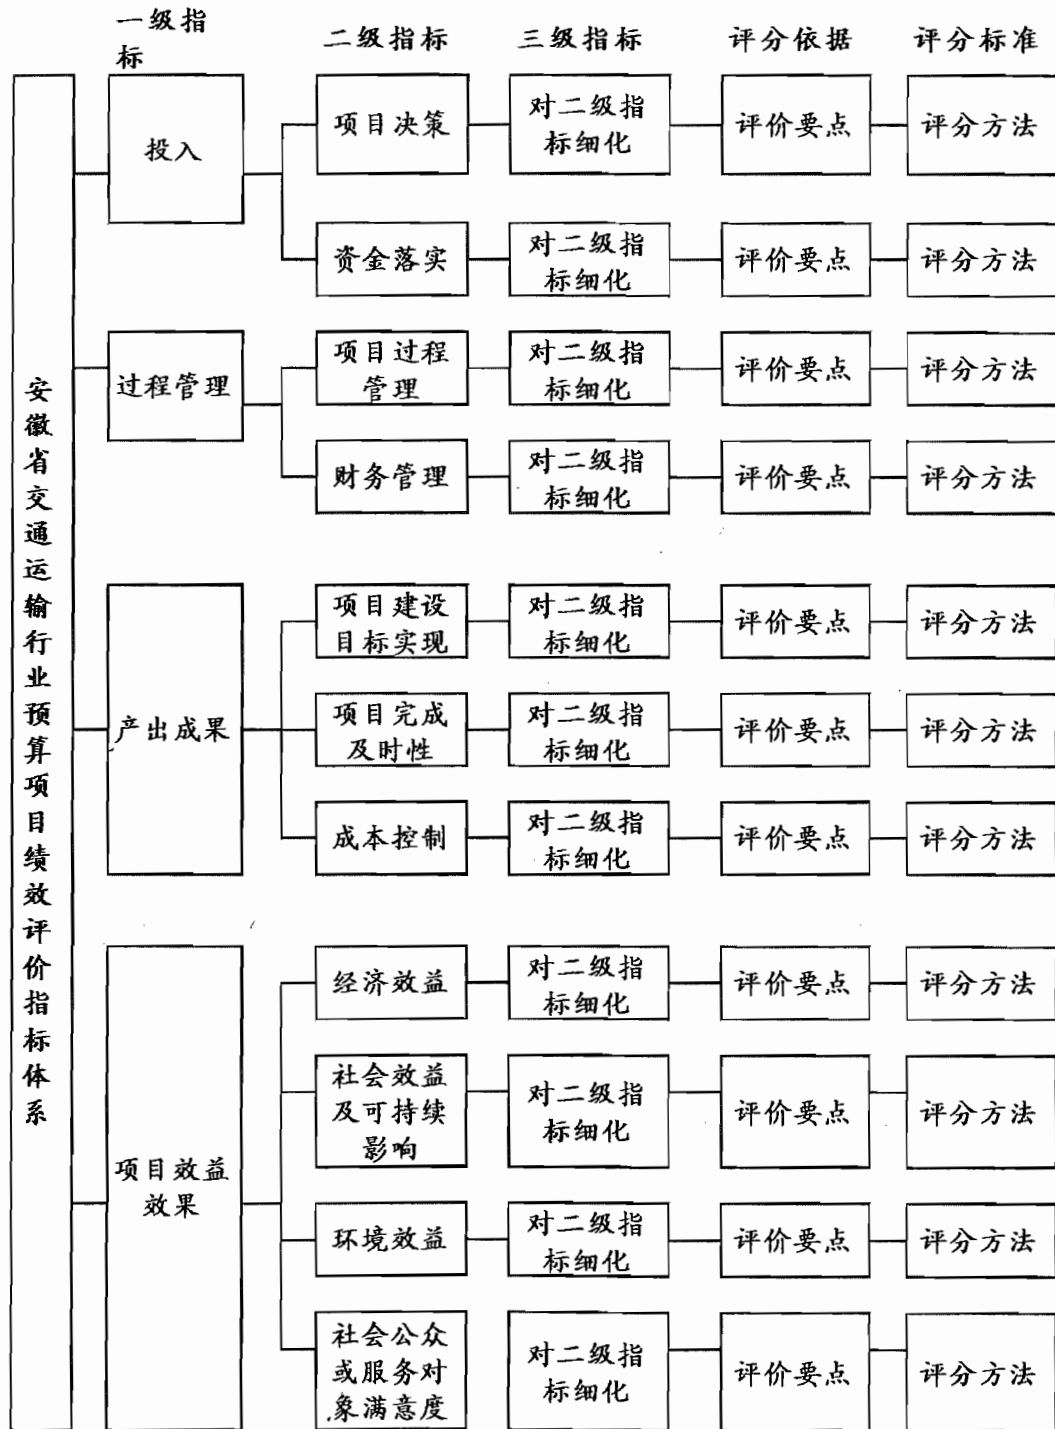 一级指
标
二级指标
三级指标
评分依据
评分标准
安徽省交通运输行业预算项目绩效评价指标体系
投入
项目决策
对二级指
标细化
评价要点
评分方法
资金落实
对二级指
标细化
评价要点
评分方法
过程管理
项目过程
管理
对二级指
标细化
评价要点
评分方法
财务管理
对二级指
标细化
评价要点
评分方法
产出成果
项目建设
目标实现
对二级指
标细化
评价要点
评分方法
项目完成
及时性
对二级指
标细化
评价要点
评分方法
成本控制
对二级指
标细化
评价要点
评分方法
项目效益
效果
经济效益
对二级指
标细化
评价要点
评分方法
社会效益
及可持续
影响
对二级指
标细化
评价要点
评分方法
环境效益
对二级指
标细化
评价要点
评分方法
社会公众
或服务对
象满意度
对二级指
标细化
评价要点
评分方法